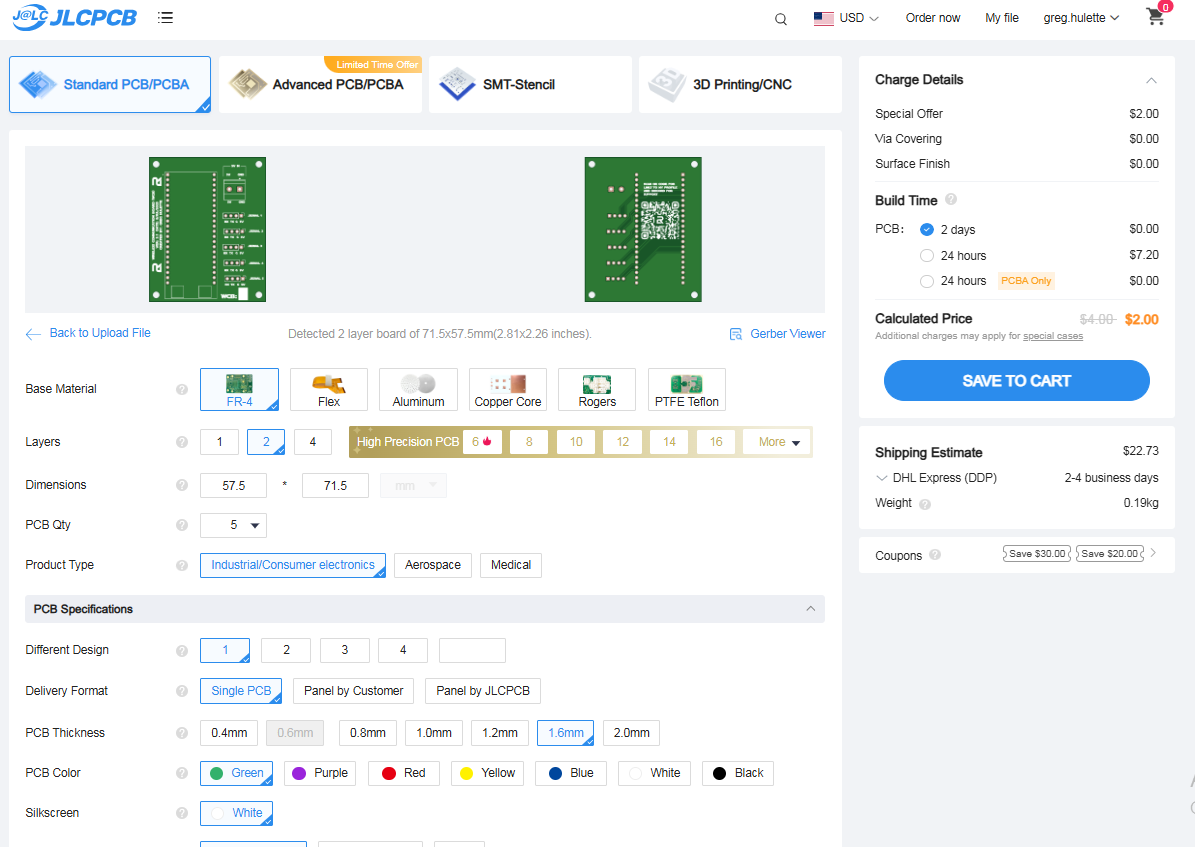 J@LC JLCPCB
USD
Order now
My file
greg.hulette
0
Standard PCB/PCBA
Limited Time Offer
Advanced PCB/PCBA
SMT-Stencil
3D Printing/CNC
Back to Upload File
Detected 2 layer board of 71.5x57.5mm(2.81x2.26 inches).
Gerber Viewer
Base Material ?
FR-4
Flex
Aluminum
Copper Core
Rogers
PTFE Teflon
Layers ? 1 2 4 High Precision PCB 6 8 10 12 14 16 More
Dimensions ? 57.5 * 71.5 mm
PCB Qty ? 5
Product Type ? Industrial/Consumer electronics Aerospace Medical
PCB Specifications
Different Design ? 1 2 3 4
Delivery Format ? Single PCB Panel by Customer Panel by JLCPCB
PCB Thickness ? 0.4mm 0.6mm 0.8mm 1.0mm 1.2mm 1.6mm 2.0mm
PCB Color ? Green Purple Red Yellow Blue White Black
Silkscreen ? White
Charge Details
Special Offer $2.00
Via Covering $0.00
Surface Finish $0.00
Build Time ?
PCB: 2 days $0.00
24 hours $7.20
24 hours PCBA Only $0.00
Calculated Price $4.00 $2.00
Additional charges may apply for special cases
SAVE TO CART
Shipping Estimate $22.73
DHL Express (DDP) 2-4 business days
Weight ? 0.19kg
Coupons ? Save $30.00 Save $20.00